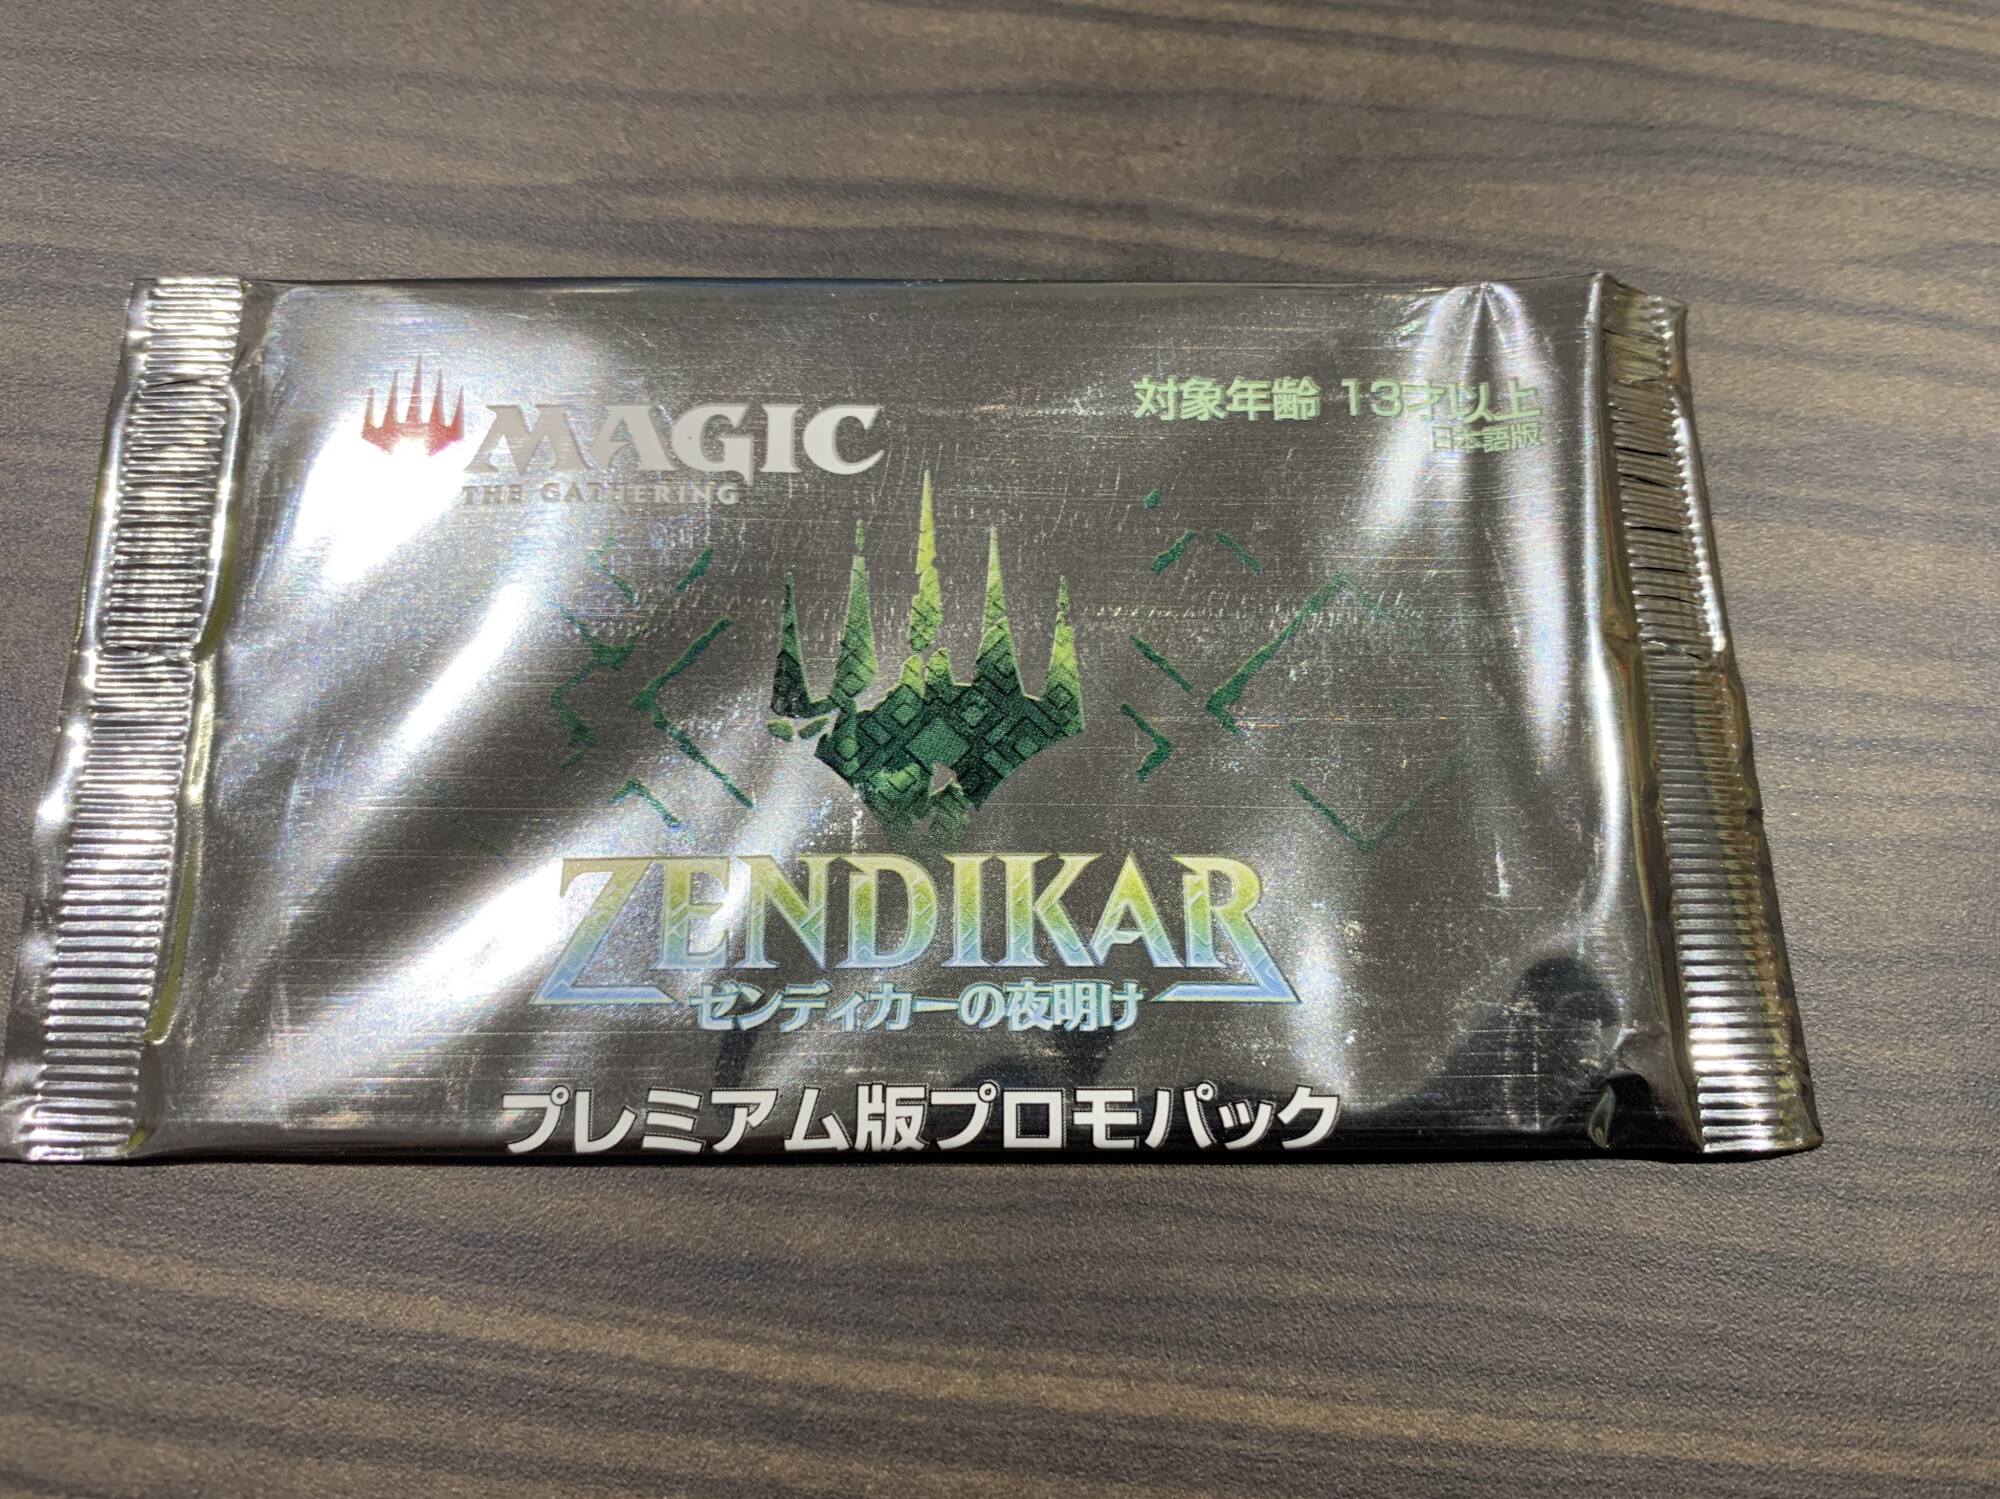 MAGIC
THE GATHERING
対象年齢 13才以上
日本語版
ZENDIKAR
ゼンディカーの夜明け
プレミアム版プロモパック